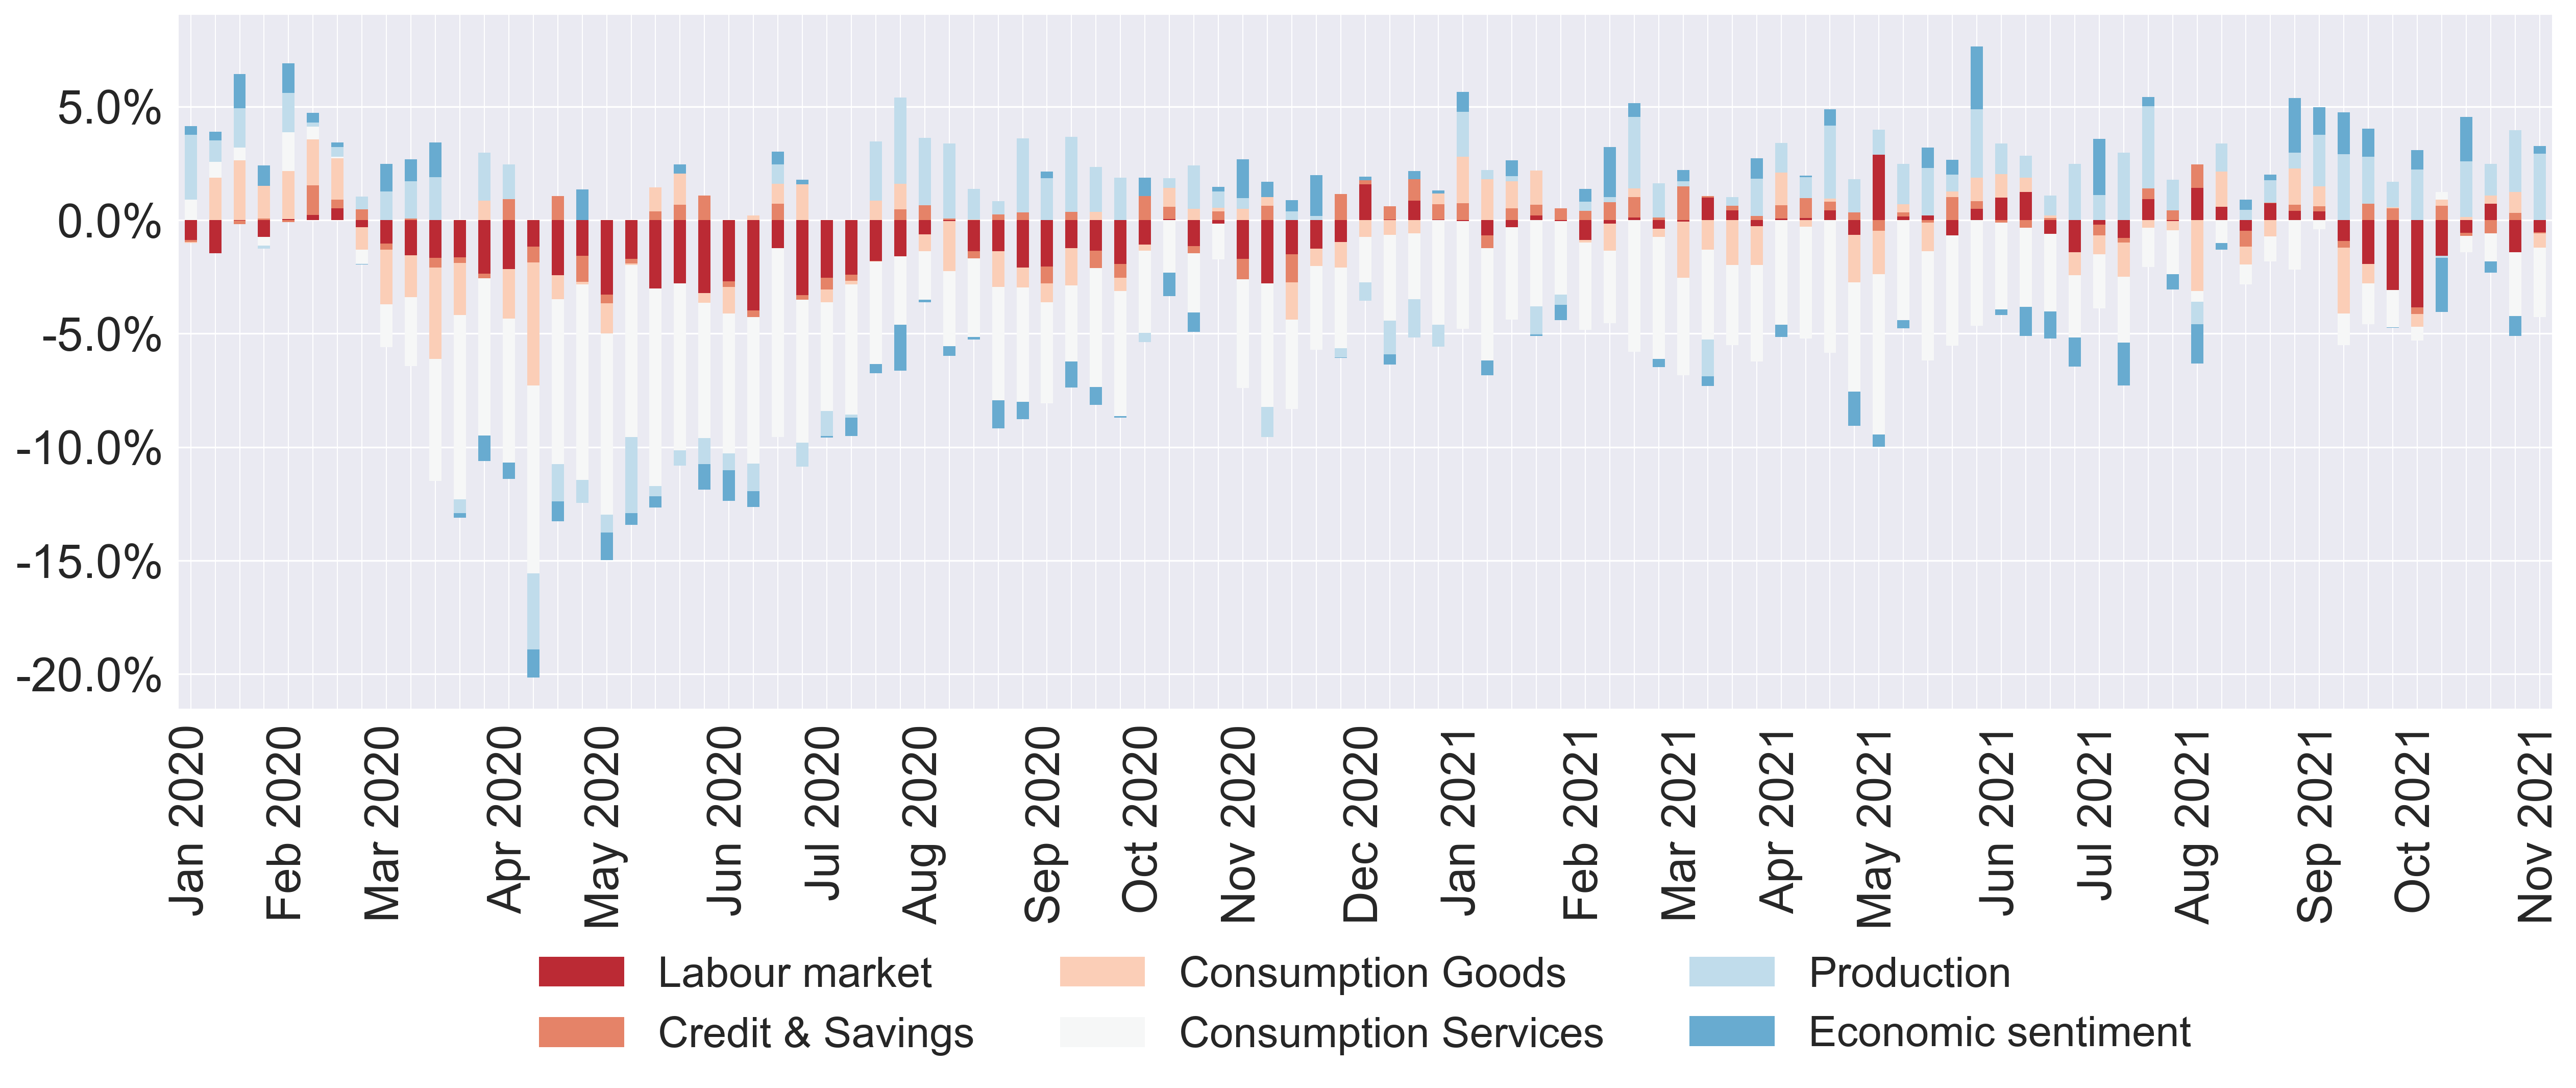 5.0%
0.0%
-5.0%
-10.0%
-15.0%
-20.0%
Jan 2020
Feb 2020
Mar 2020
Apr 2020
May 2020
Jun 2020
Jul 2020
Aug 2020
Sep 2020
Oct 2020
Nov 2020
Dec 2020
Jan 2021
Feb 2021
Mar 2021
Apr 2021
May 2021
Jun 2021
Jul 2021
Aug 2021
Sep 2021
Oct 2021
Nov 2021
Labour market
Consumption Goods
Production
Credit & Savings
Consumption Services
Economic sentiment